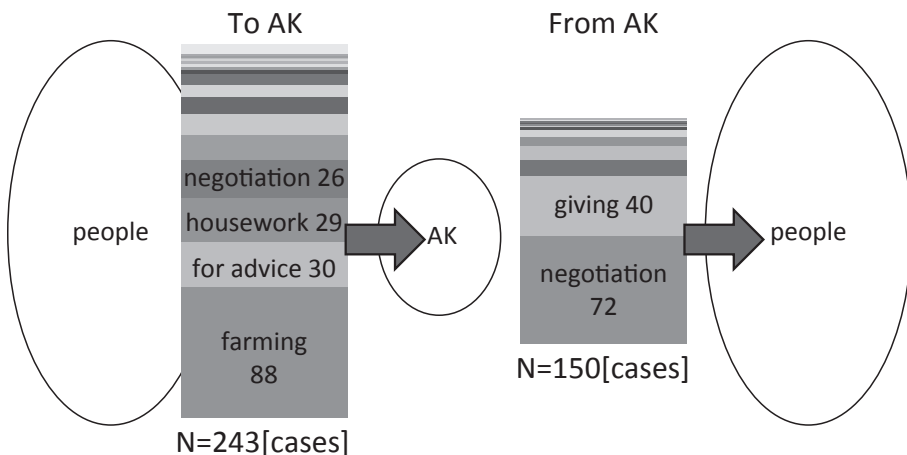 To AK
From AK
people
negotiation 26
housework 29
for advice 30
farming
88
N=243[cases]
AK
giving 40
negotiation
72
N=150[cases]
people